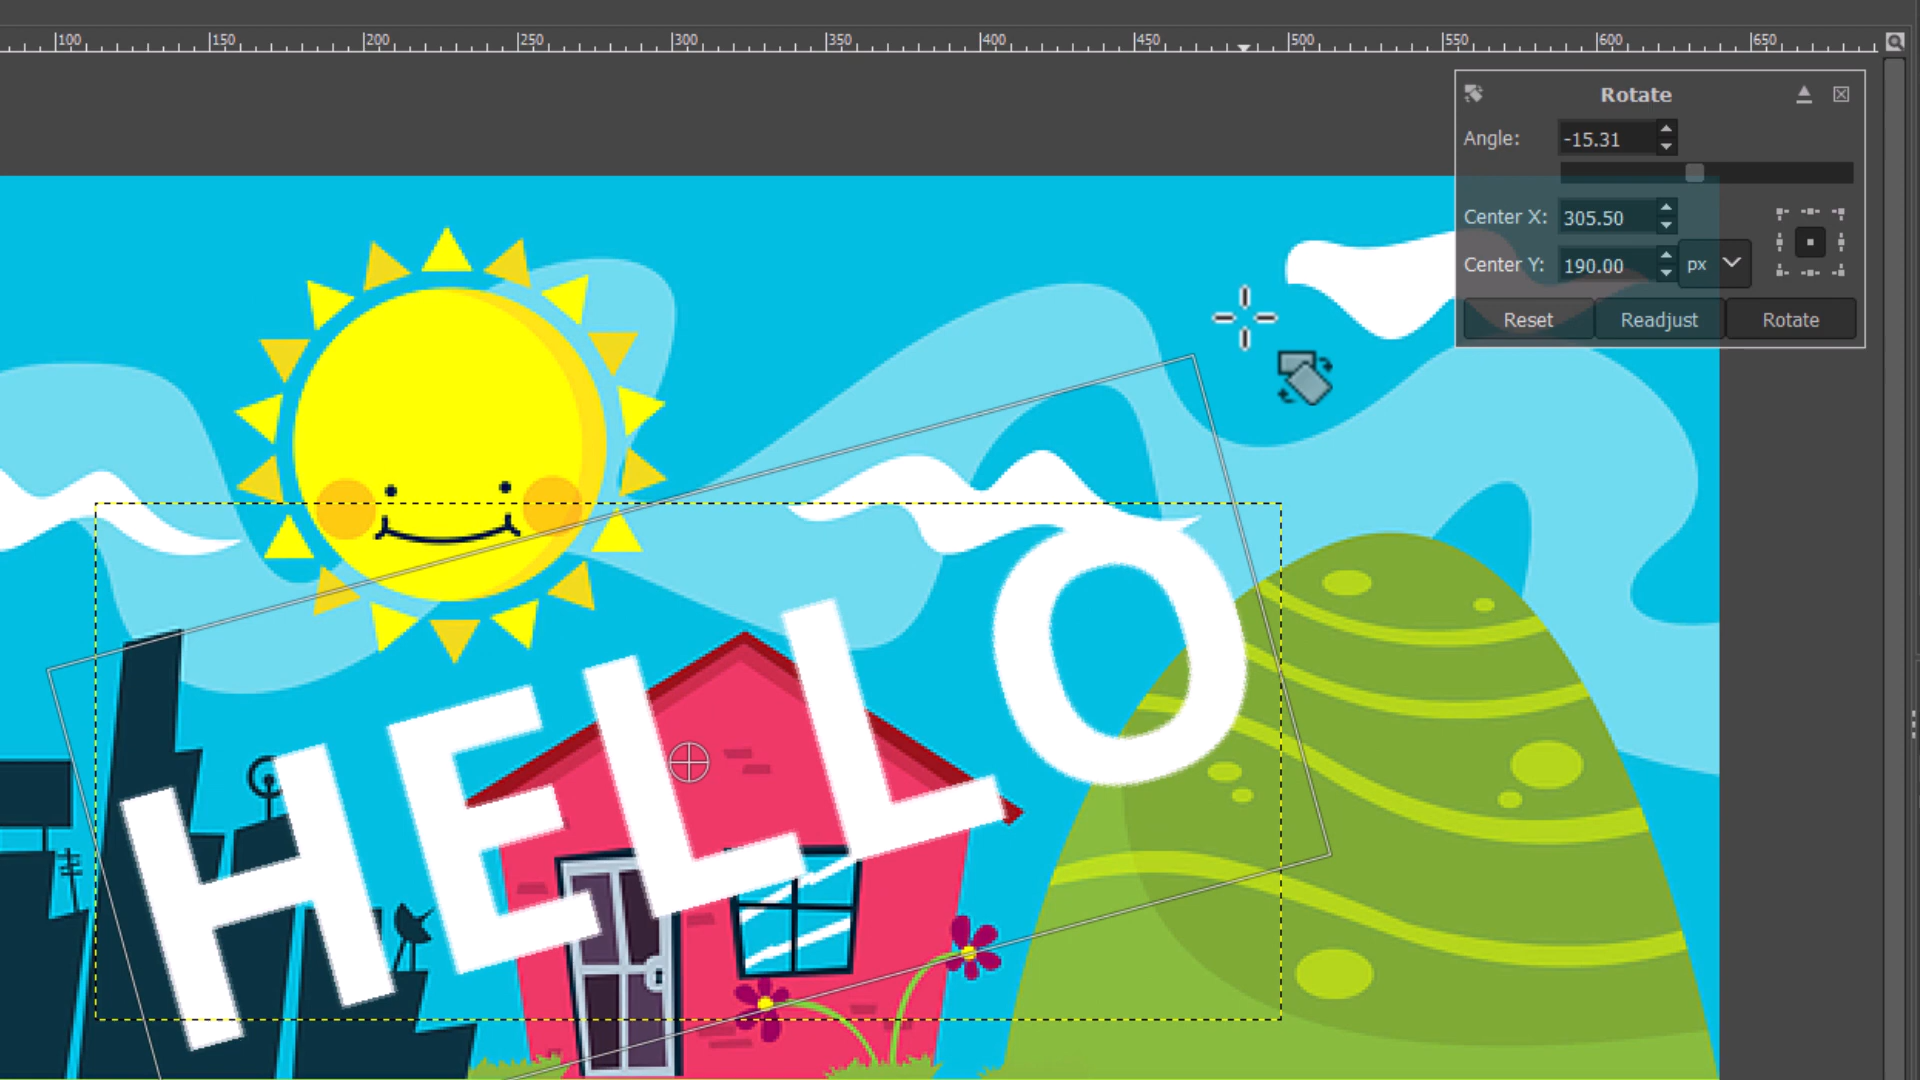 100 150 200 250 300 350 400 450 500 550 600 650
Rotate
Angle: -15.31
Center X: 305.50
Center Y: 190.00 px
Reset Readjust Rotate
HELLO